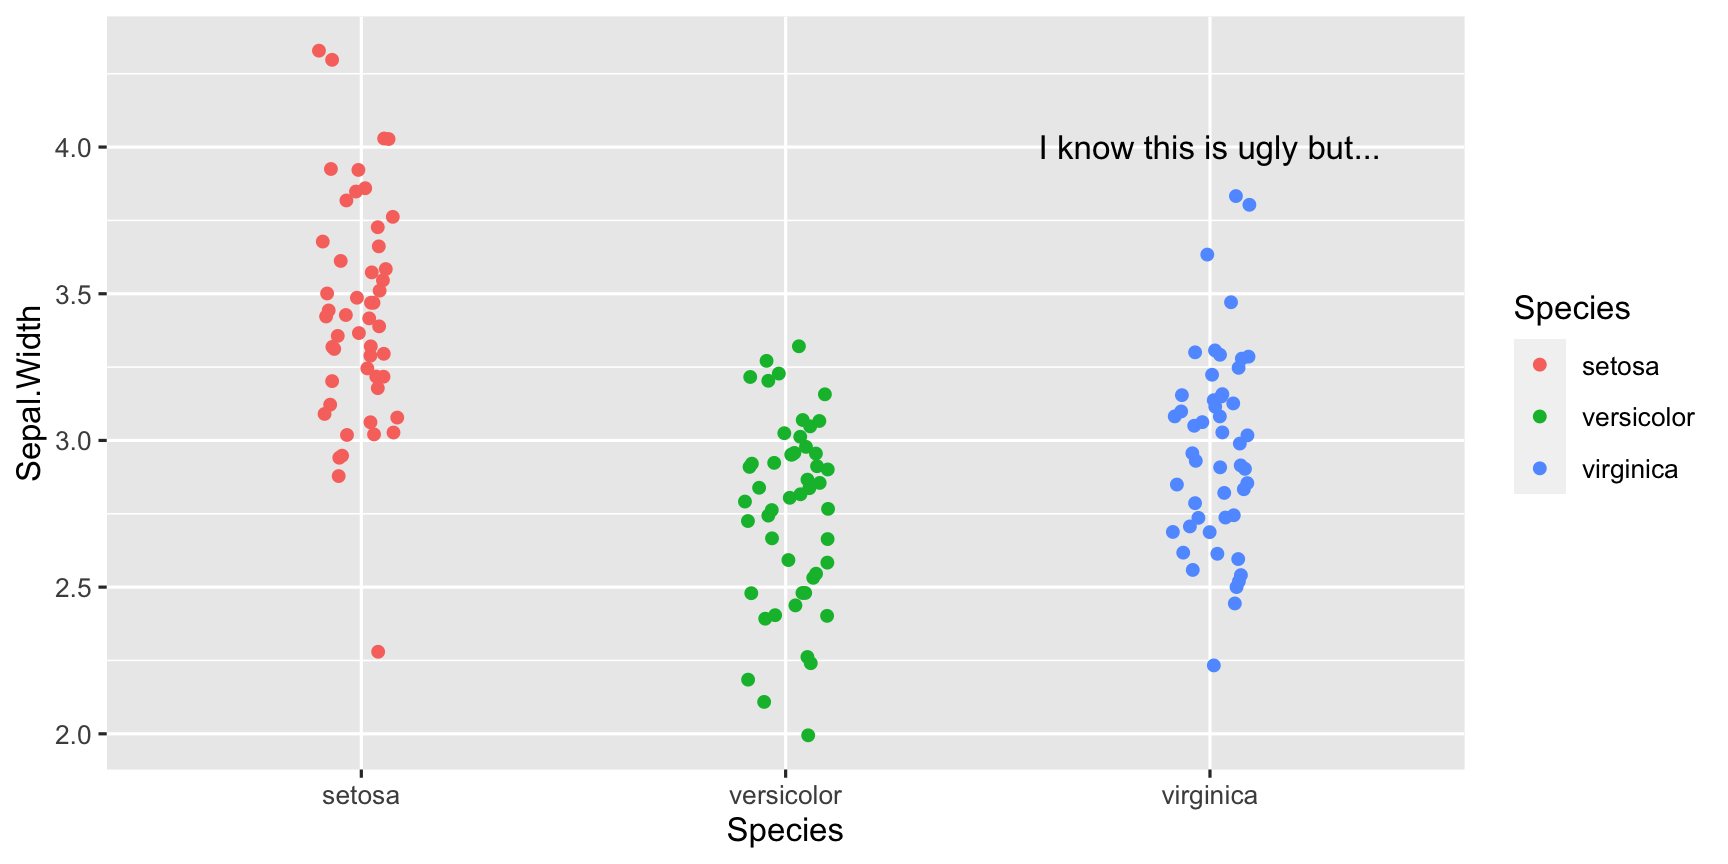 I know this is ugly but...
4.0
3.5
3.0
2.5
2.0
Sepal.Width
setosa
versicolor
virginica
Species
Species
setosa
versicolor
virginica